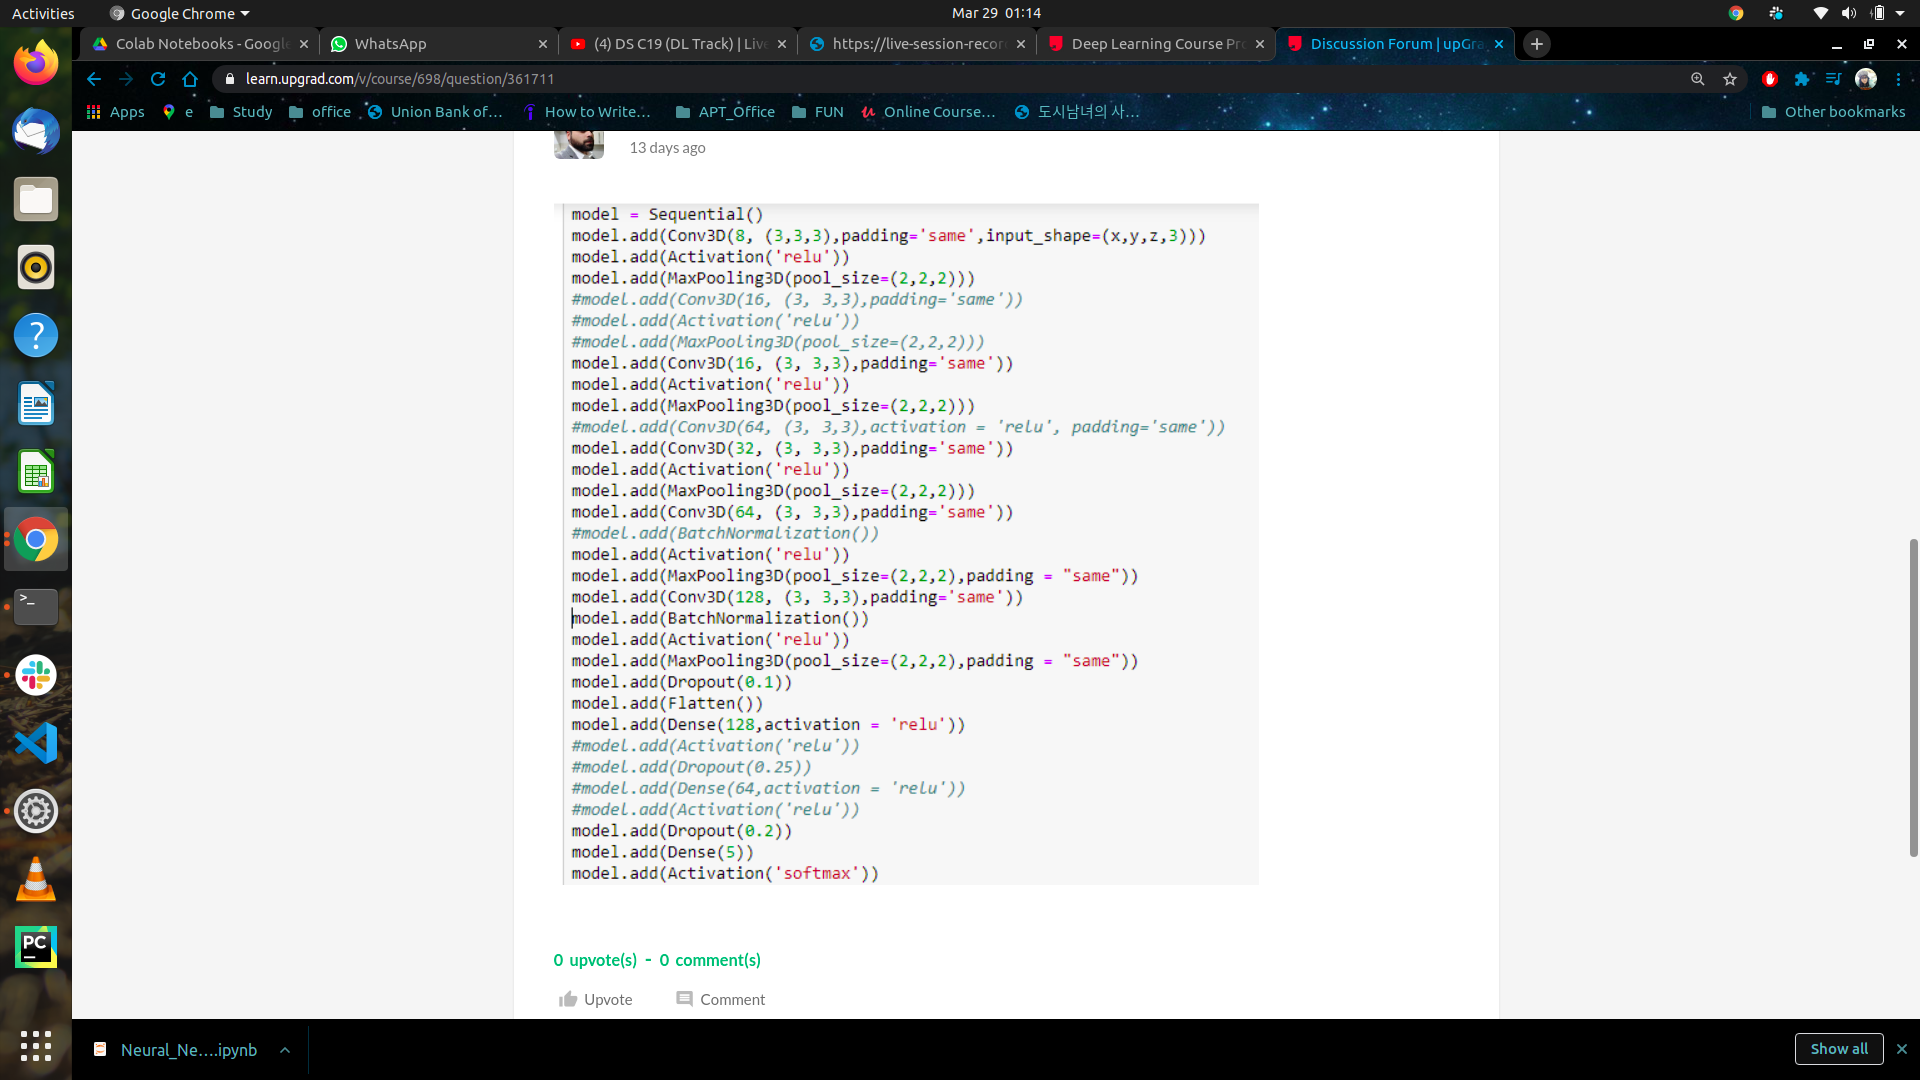 Activities
Google Chrome
Mar 29 01:14
Colab Notebooks - Google
WhatsApp
(4) DS C19 (DL Track) | Live
https://live-session-recor
Deep Learning Course Pro
Discussion Forum | upGra
learn.upgrad.com/v/course/698/question/361711
Apps
e
Study
office
Union Bank of...
How to Write...
APT_Office
FUN
Online Course...
도시남녀의 사...
Other bookmarks
13 days ago
model = Sequential()
model.add(Conv3D(8, (3,3,3),padding='same',input_shape=(x,y,z,3)))
model.add(Activation('relu'))
model.add(MaxPooling3D(pool_size=(2,2,2)))
#model.add(Conv3D(16, (3, 3,3),padding='same'))
#model.add(Activation('relu'))
#model.add(MaxPooling3D(pool_size=(2,2,2)))
model.add(Conv3D(16, (3, 3,3),padding='same'))
model.add(Activation('relu'))
model.add(MaxPooling3D(pool_size=(2,2,2)))
#model.add(Conv3D(64, (3, 3,3),activation = 'relu', padding='same'))
model.add(Conv3D(32, (3, 3,3),padding='same'))
model.add(Activation('relu'))
model.add(MaxPooling3D(pool_size=(2,2,2)))
model.add(Conv3D(64, (3, 3,3),padding='same'))
#model.add(BatchNormalization())
model.add(Activation('relu'))
model.add(MaxPooling3D(pool_size=(2,2,2),padding = "same"))
model.add(Conv3D(128, (3, 3,3),padding='same'))
model.add(BatchNormalization())
model.add(Activation('relu'))
model.add(MaxPooling3D(pool_size=(2,2,2),padding = "same"))
model.add(Dropout(0.1))
model.add(Flatten())
model.add(Dense(128,activation = 'relu'))
#model.add(Activation('relu'))
#model.add(Dropout(0.25))
#model.add(Dense(64,activation = 'relu'))
#model.add(Activation('relu'))
model.add(Dropout(0.2))
model.add(Dense(5))
model.add(Activation('softmax'))
0 upvote(s) - 0 comment(s)
Upvote
Comment
PC
Neural_Ne....ipynb
Show all